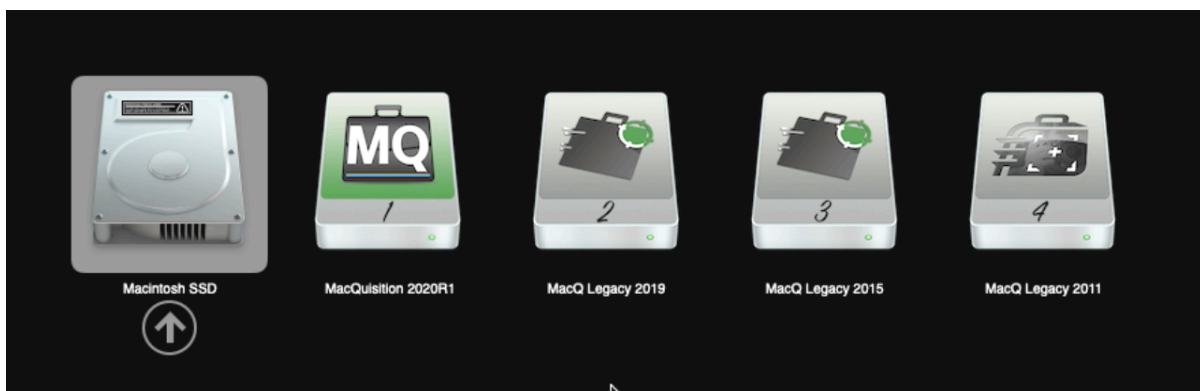 MQ
1
2
3
4
Macintosh SSD
MacQuisition 2020R1
MacQ Legacy 2019
MacQ Legacy 2015
MacQ Legacy 2011